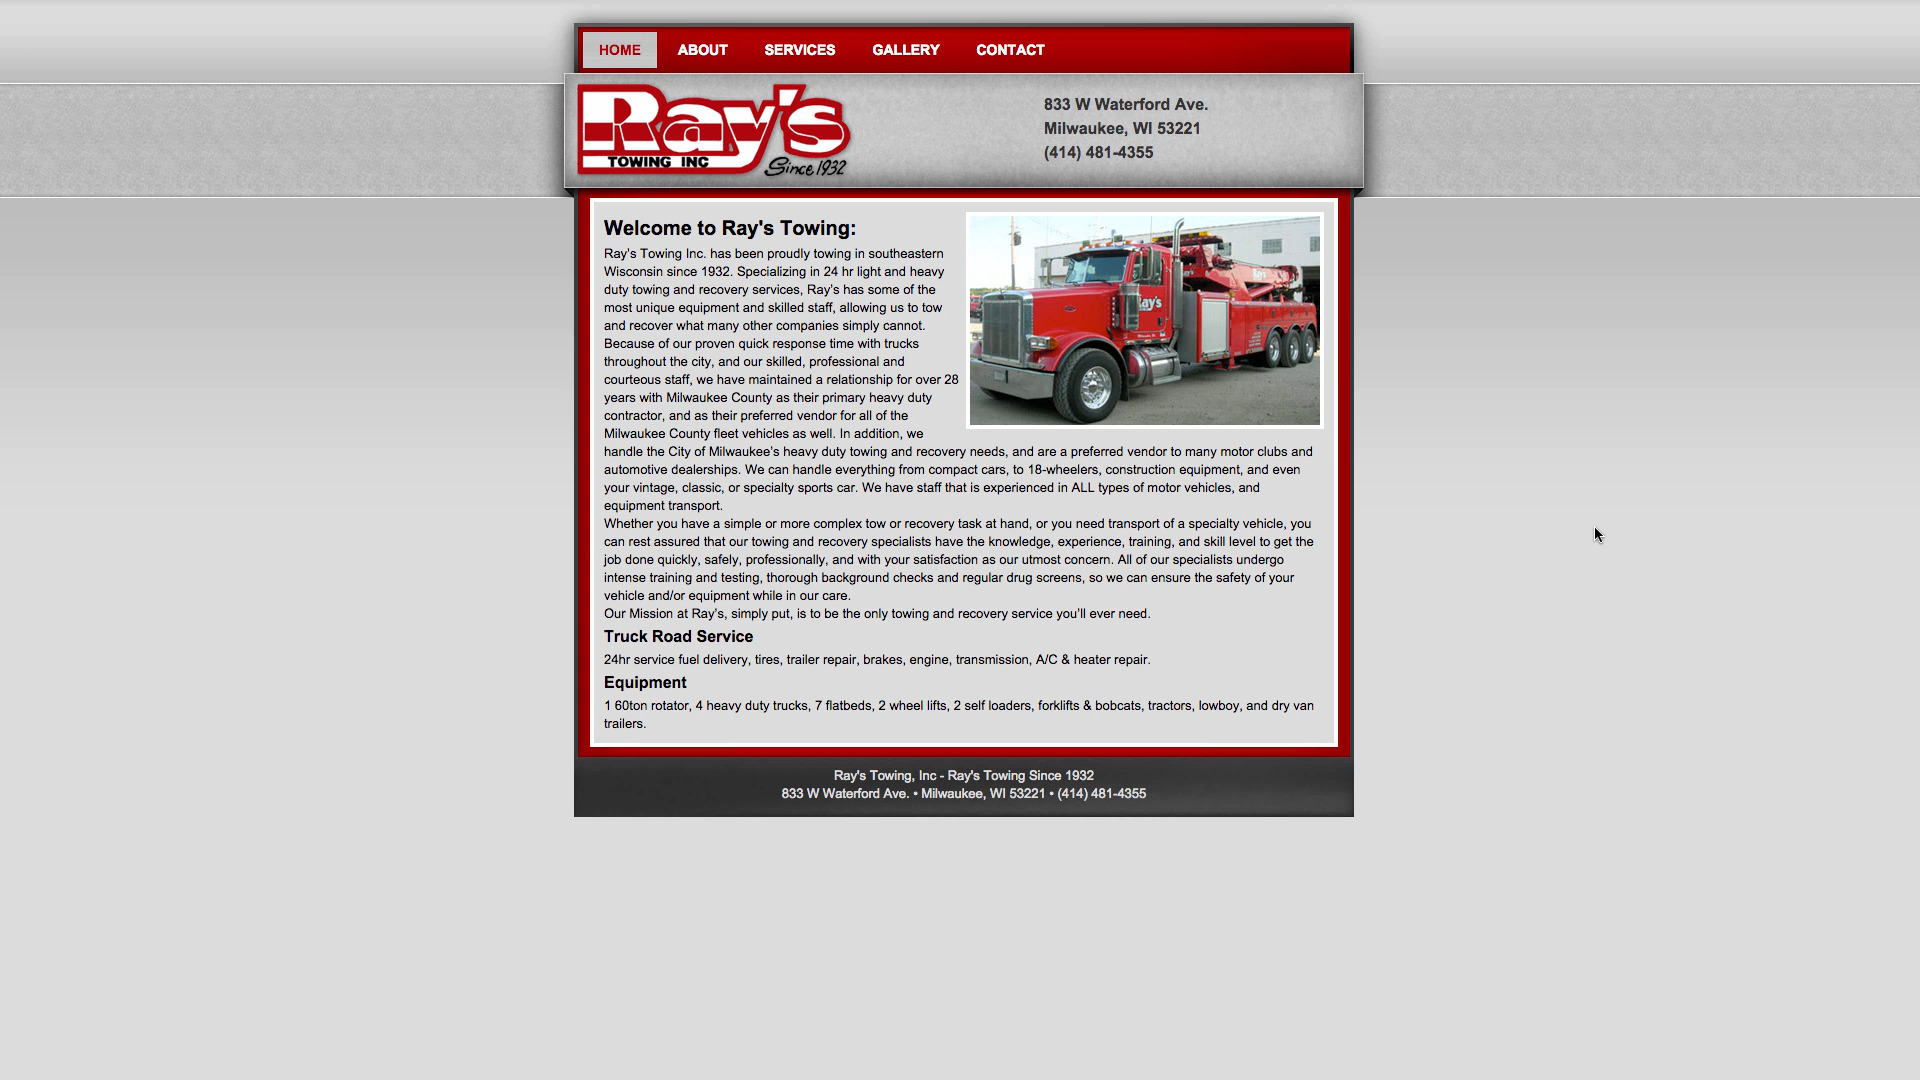 HOME ABOUT SERVICES GALLERY CONTACT
Ray's
TOWING INC
Since 1932
833 W Waterford Ave.
Milwaukee, WI 53221
(414) 481-4355
Welcome to Ray's Towing:
Ray’s Towing Inc. has been proudly towing in southeastern
Wisconsin since 1932. Specializing in 24 hr light and heavy
duty towing and recovery services, Ray’s has some of the
most unique equipment and skilled staff, allowing us to tow
and recover what many other companies simply cannot.
Because of our proven quick response time with trucks
throughout the city, and our skilled, professional and
courteous staff, we have maintained a relationship for over 28
years with Milwaukee County as their primary heavy duty
contractor, and as their preferred vendor for all of the
Milwaukee County fleet vehicles as well. In addition, we
handle the City of Milwaukee’s heavy duty towing and recovery needs, and are a preferred vendor to many motor clubs and
automotive dealerships. We can handle everything from compact cars, to 18-wheelers, construction equipment, and even
your vintage, classic, or specialty sports car. We have staff that is experienced in ALL types of motor vehicles, and
equipment transport.
Whether you have a simple or more complex tow or recovery task at hand, or you need transport of a specialty vehicle, you
can rest assured that our towing and recovery specialists have the knowledge, experience, training, and skill level to get the
job done quickly, safely, professionally, and with your satisfaction as our utmost concern. All of our specialists undergo
intense training and testing, thorough background checks and regular drug screens, so we can ensure the safety of your
vehicle and/or equipment while in our care.
Our Mission at Ray’s, simply put, is to be the only towing and recovery service you’ll ever need.
Truck Road Service
24hr service fuel delivery, tires, trailer repair, brakes, engine, transmission, A/C & heater repair.
Equipment
1 60ton rotator, 4 heavy duty trucks, 7 flatbeds, 2 wheel lifts, 2 self loaders, forklifts & bobcats, tractors, lowboy, and dry van
trailers.
Ray's Towing, Inc - Ray's Towing Since 1932
833 W Waterford Ave. • Milwaukee, WI 53221 • (414) 481-4355